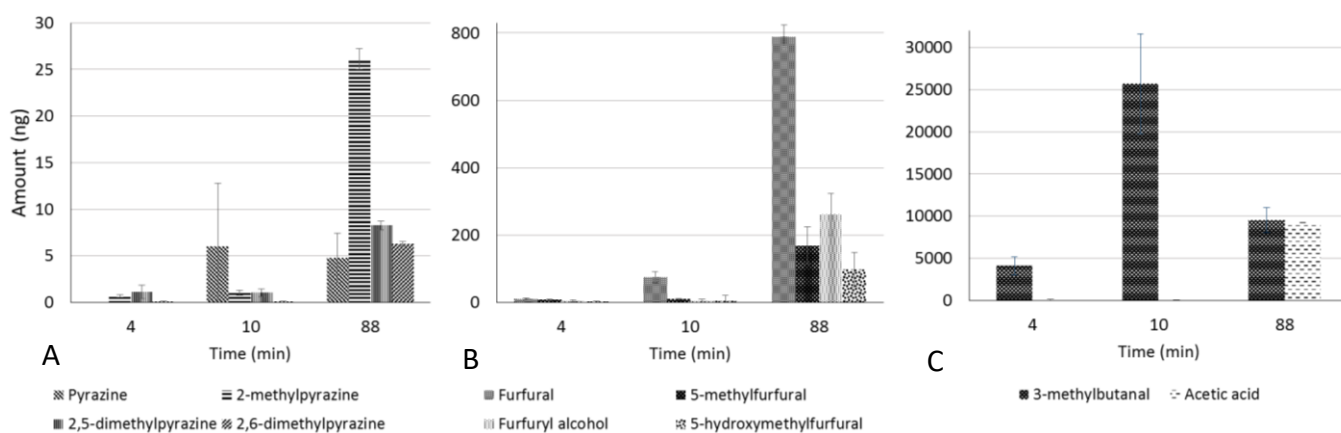 Amount (ng)
30
25
20
15
10
5
0
4 10 88
Time (min)
A
Pyrazine 2-methylpyrazine
2,5-dimethylpyrazine 2,6-dimethylpyrazine
800
600
400
200
0
4 10 88
Time (min)
B
Furfural 5-methylfurfural
Furfuryl alcohol 5-hydroxymethylfurfural
30000
25000
20000
15000
10000
5000
0
4 10 88
Time (min)
C
3-methylbutanal Acetic acid